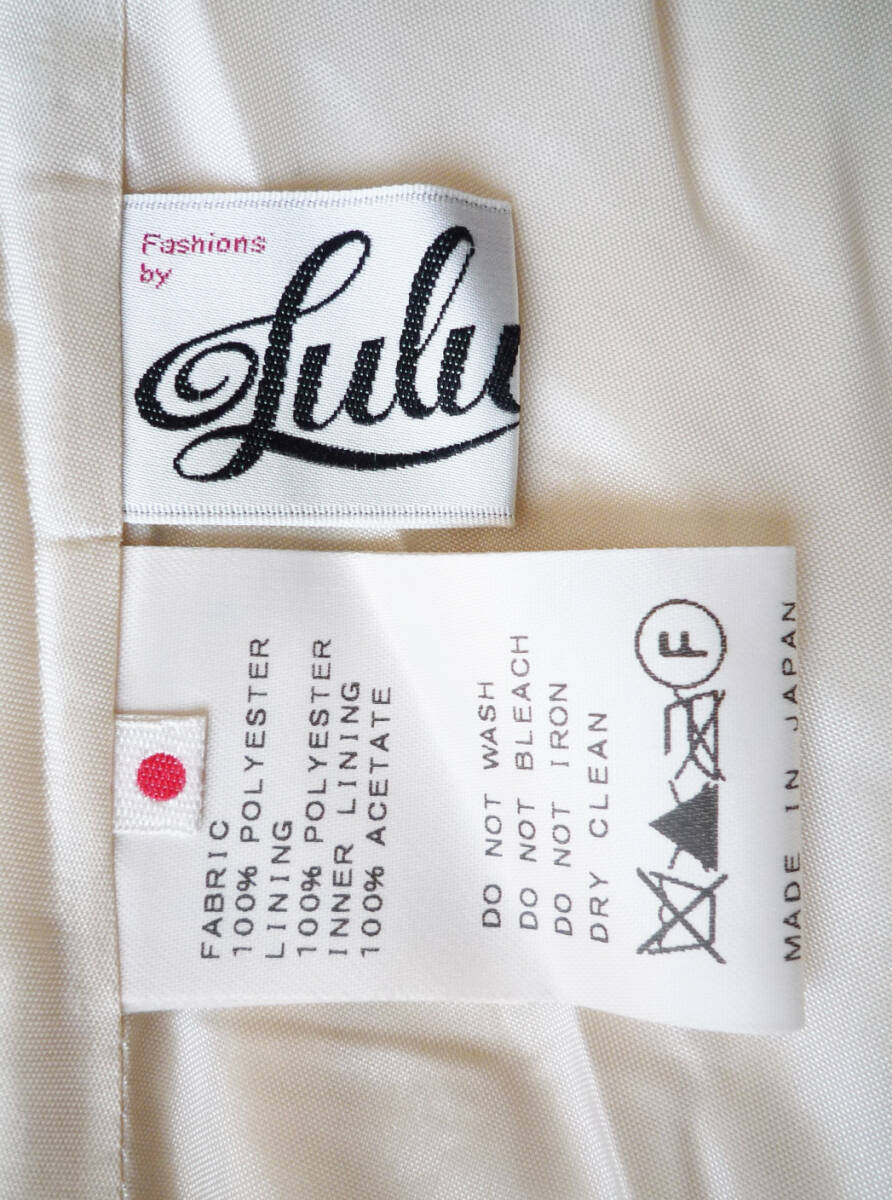 Fashions
by
Lulu
FABRIC
100% POLYESTER
LINING
100% POLYESTER
INNER LINING
100% ACETATE
DO NOT WASH
DO NOT BLEACH
DO NOT IRON
DRY CLEAN
F
MADE IN JAPAN